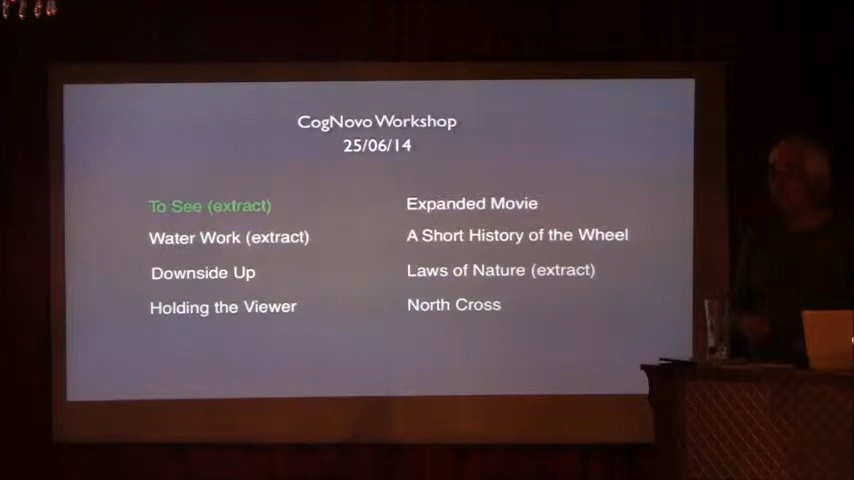 CogNovo Workshop
25/06/14
To See (extract)
Water Work (extract)
Downside Up
Holding the Viewer
Expanded Movie
A Short History of the Wheel
Laws of Nature (extract)
North Cross